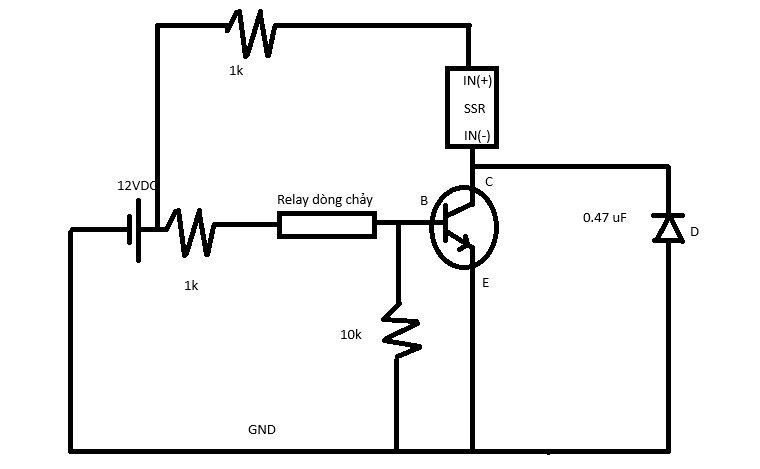 1k
IN(+)
SSR
IN(-)
12VDC
Relay dòng chảy
B
C
0.47 uF
D
1k
E
10k
GND